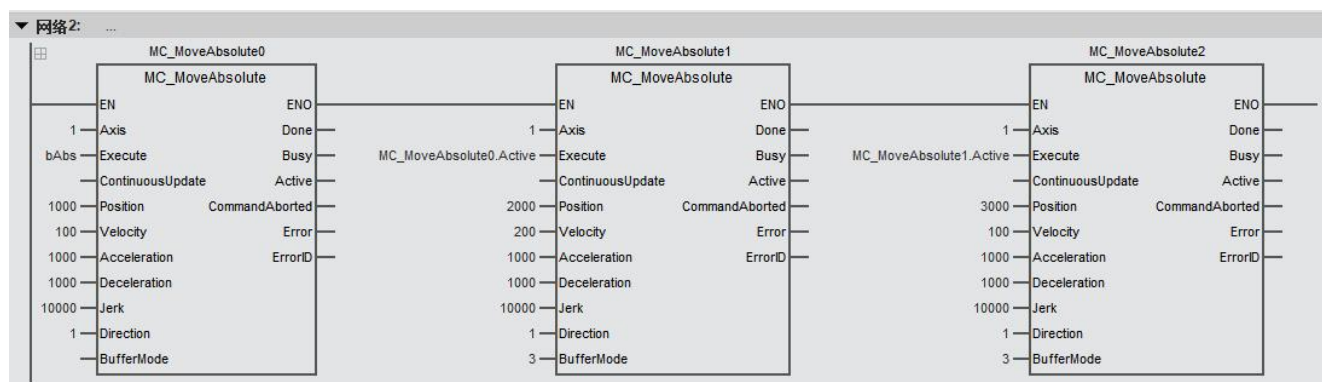 网络2: ...
MC_MoveAbsolute0 MC_MoveAbsolute1 MC_MoveAbsolute2
MC_MoveAbsolute MC_MoveAbsolute MC_MoveAbsolute
EN ENO EN ENO EN ENO
1 Axis Done 1 Axis Done 1 Axis Done
bAbs Execute Busy MC_MoveAbsolute0.Active Execute Busy MC_MoveAbsolute1.Active Execute Busy
ContinuousUpdate Active ContinuousUpdate Active ContinuousUpdate Active
1000 Position CommandAborted 2000 Position CommandAborted 3000 Position CommandAborted
100 Velocity Error 200 Velocity Error 100 Velocity Error
1000 Acceleration ErrorID 1000 Acceleration ErrorID 1000 Acceleration ErrorID
1000 Deceleration 1000 Deceleration 1000 Deceleration
10000 Jerk 10000 Jerk 10000 Jerk
1 Direction 1 Direction 1 Direction
BufferMode 3 BufferMode 3 BufferMode